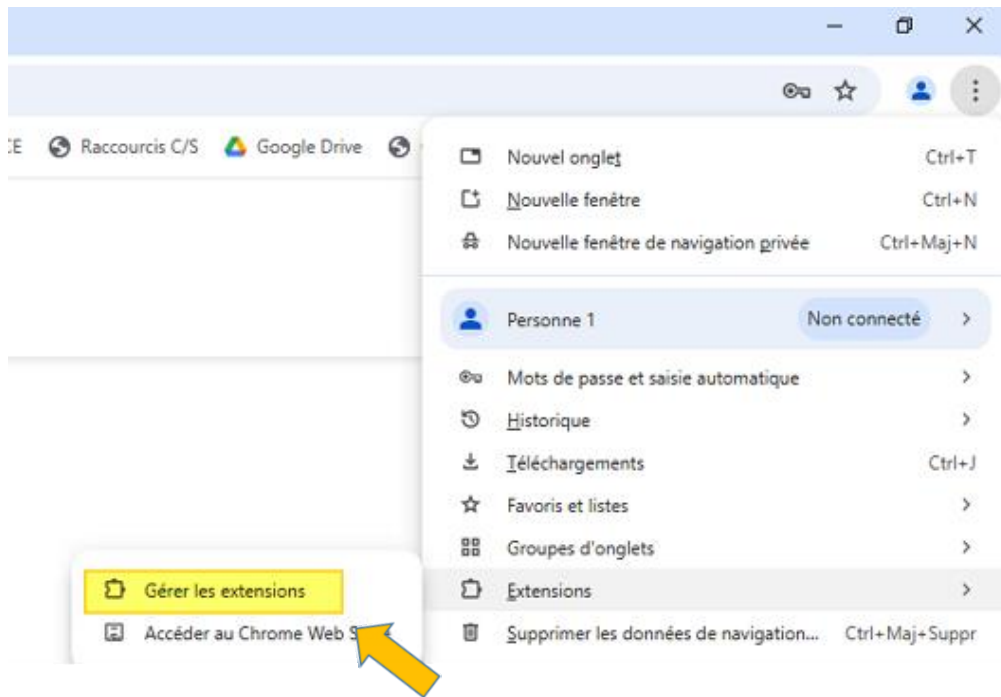 CE Raccourcis C/S Google Drive
Nouvel onglet Ctrl+T
Nouvelle fenêtre Ctrl+N
Nouvelle fenêtre de navigation privée Ctrl+Maj+N
Personne 1 Non connecté
Mots de passe et saisie automatique
Historique
Téléchargements Ctrl+J
Favoris et listes
Groupes d'onglets
Gérer les extensions Extensions
Accéder au Chrome Web Supprimer les données de navigation... Ctrl+Maj+Suppr